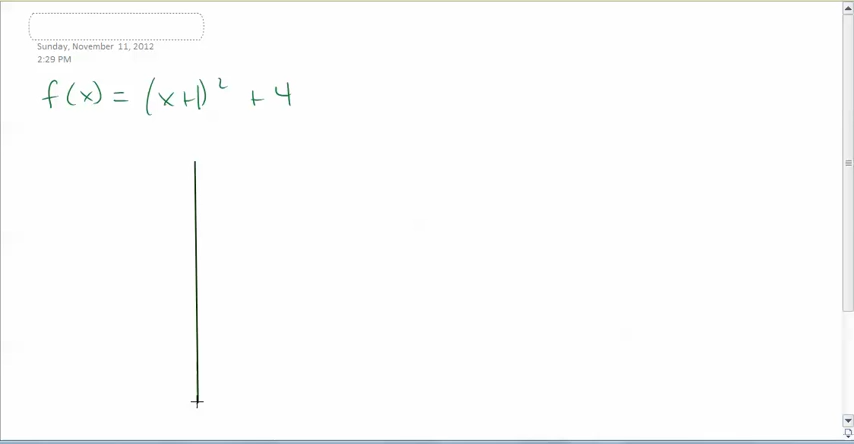 Sunday, November 11, 2012
2:29 PM
f(x) = (x+1)² + 4